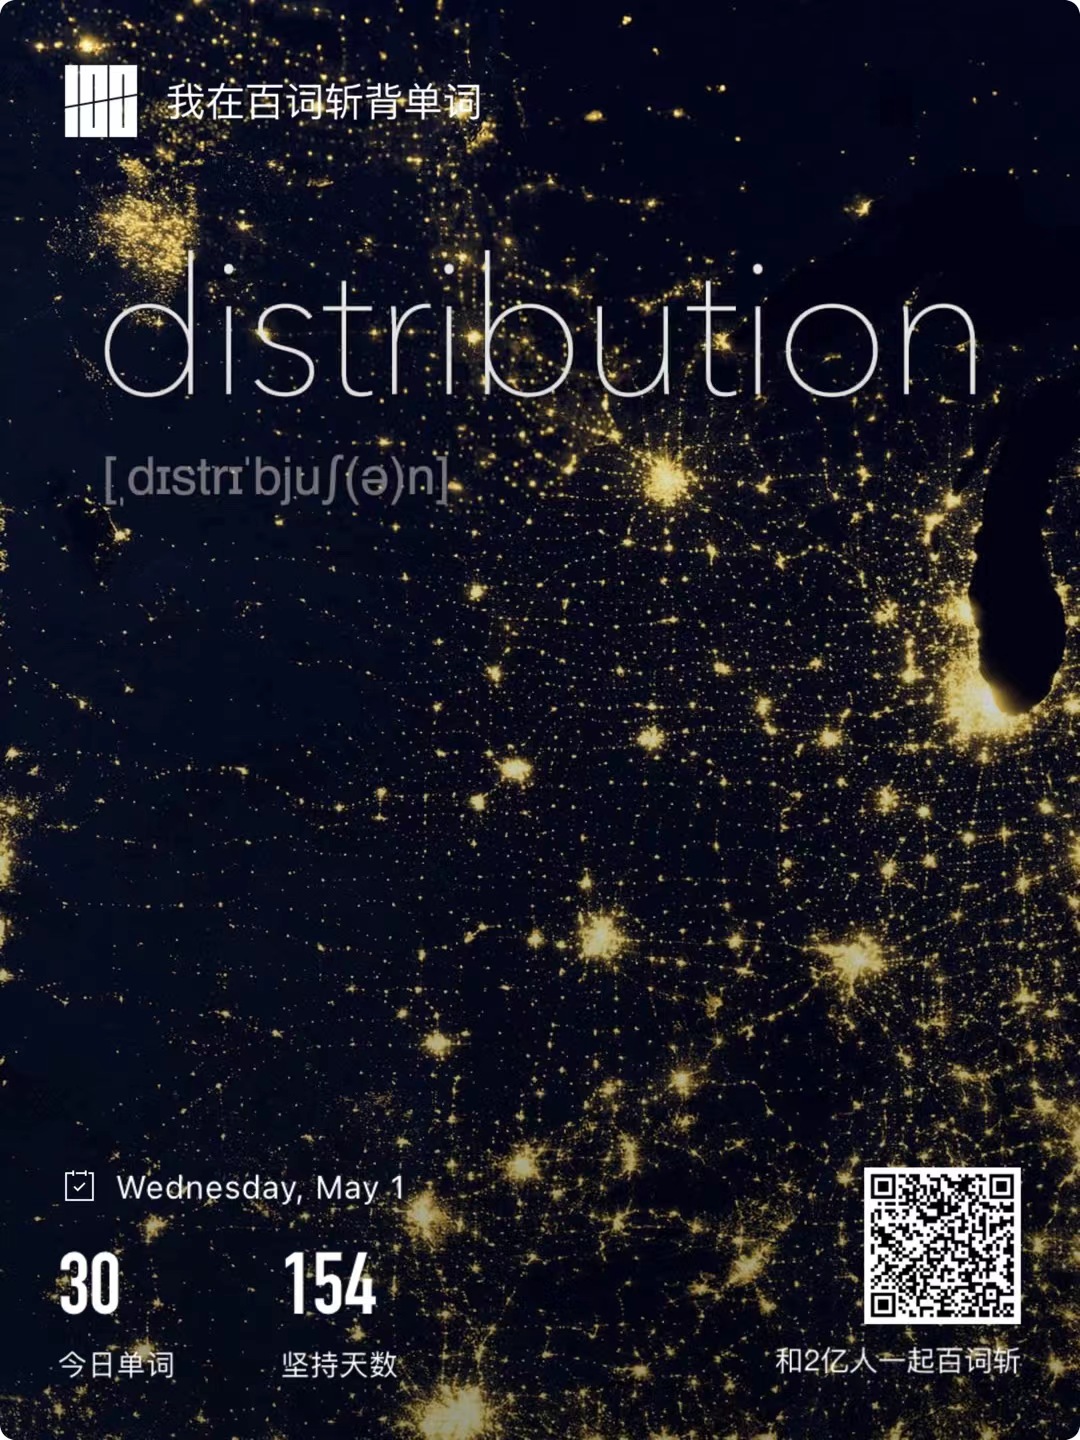 100
我在百词斩背单词
distribution
[ˌdɪstrɪˈbjuʃ(ə)n]
Wednesday, May 1
30
154
今日单词
坚持天数
和2亿人一起百词斩